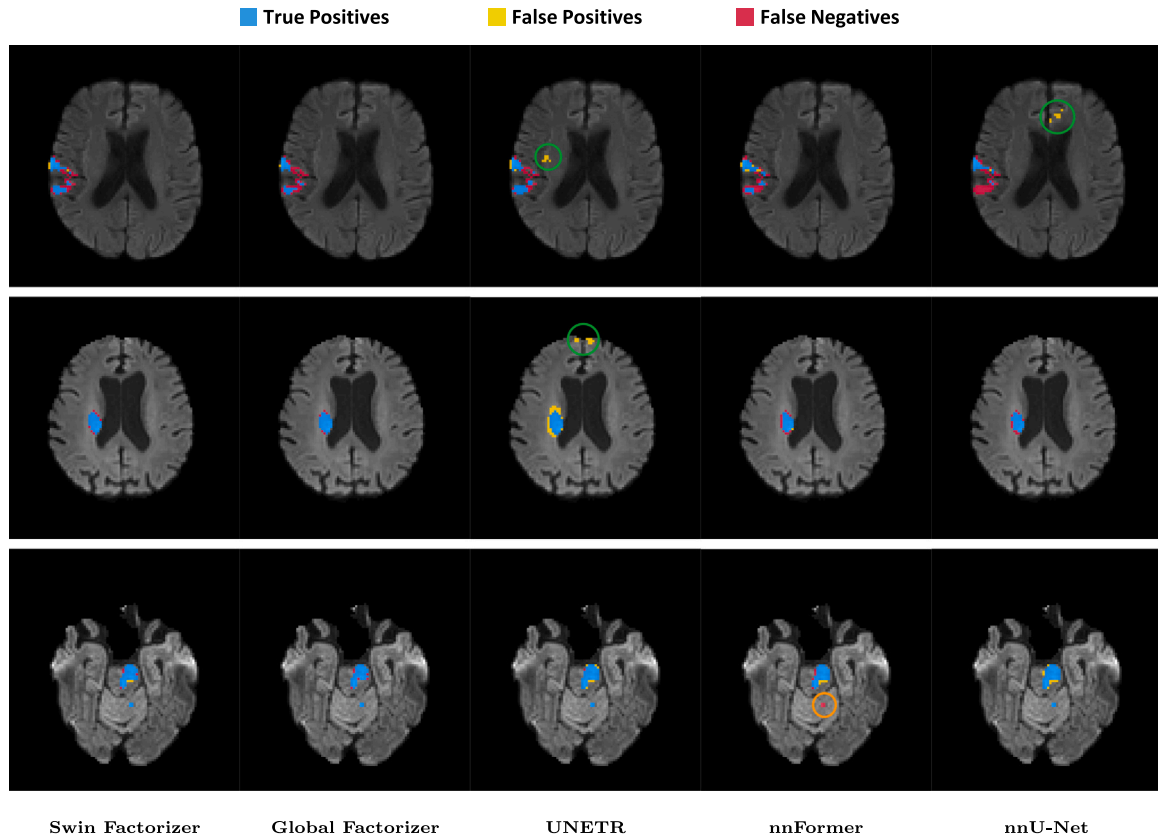 True Positives False Positives False Negatives
Swin Factorizer Global Factorizer UNETR nnFormer nnU-Net